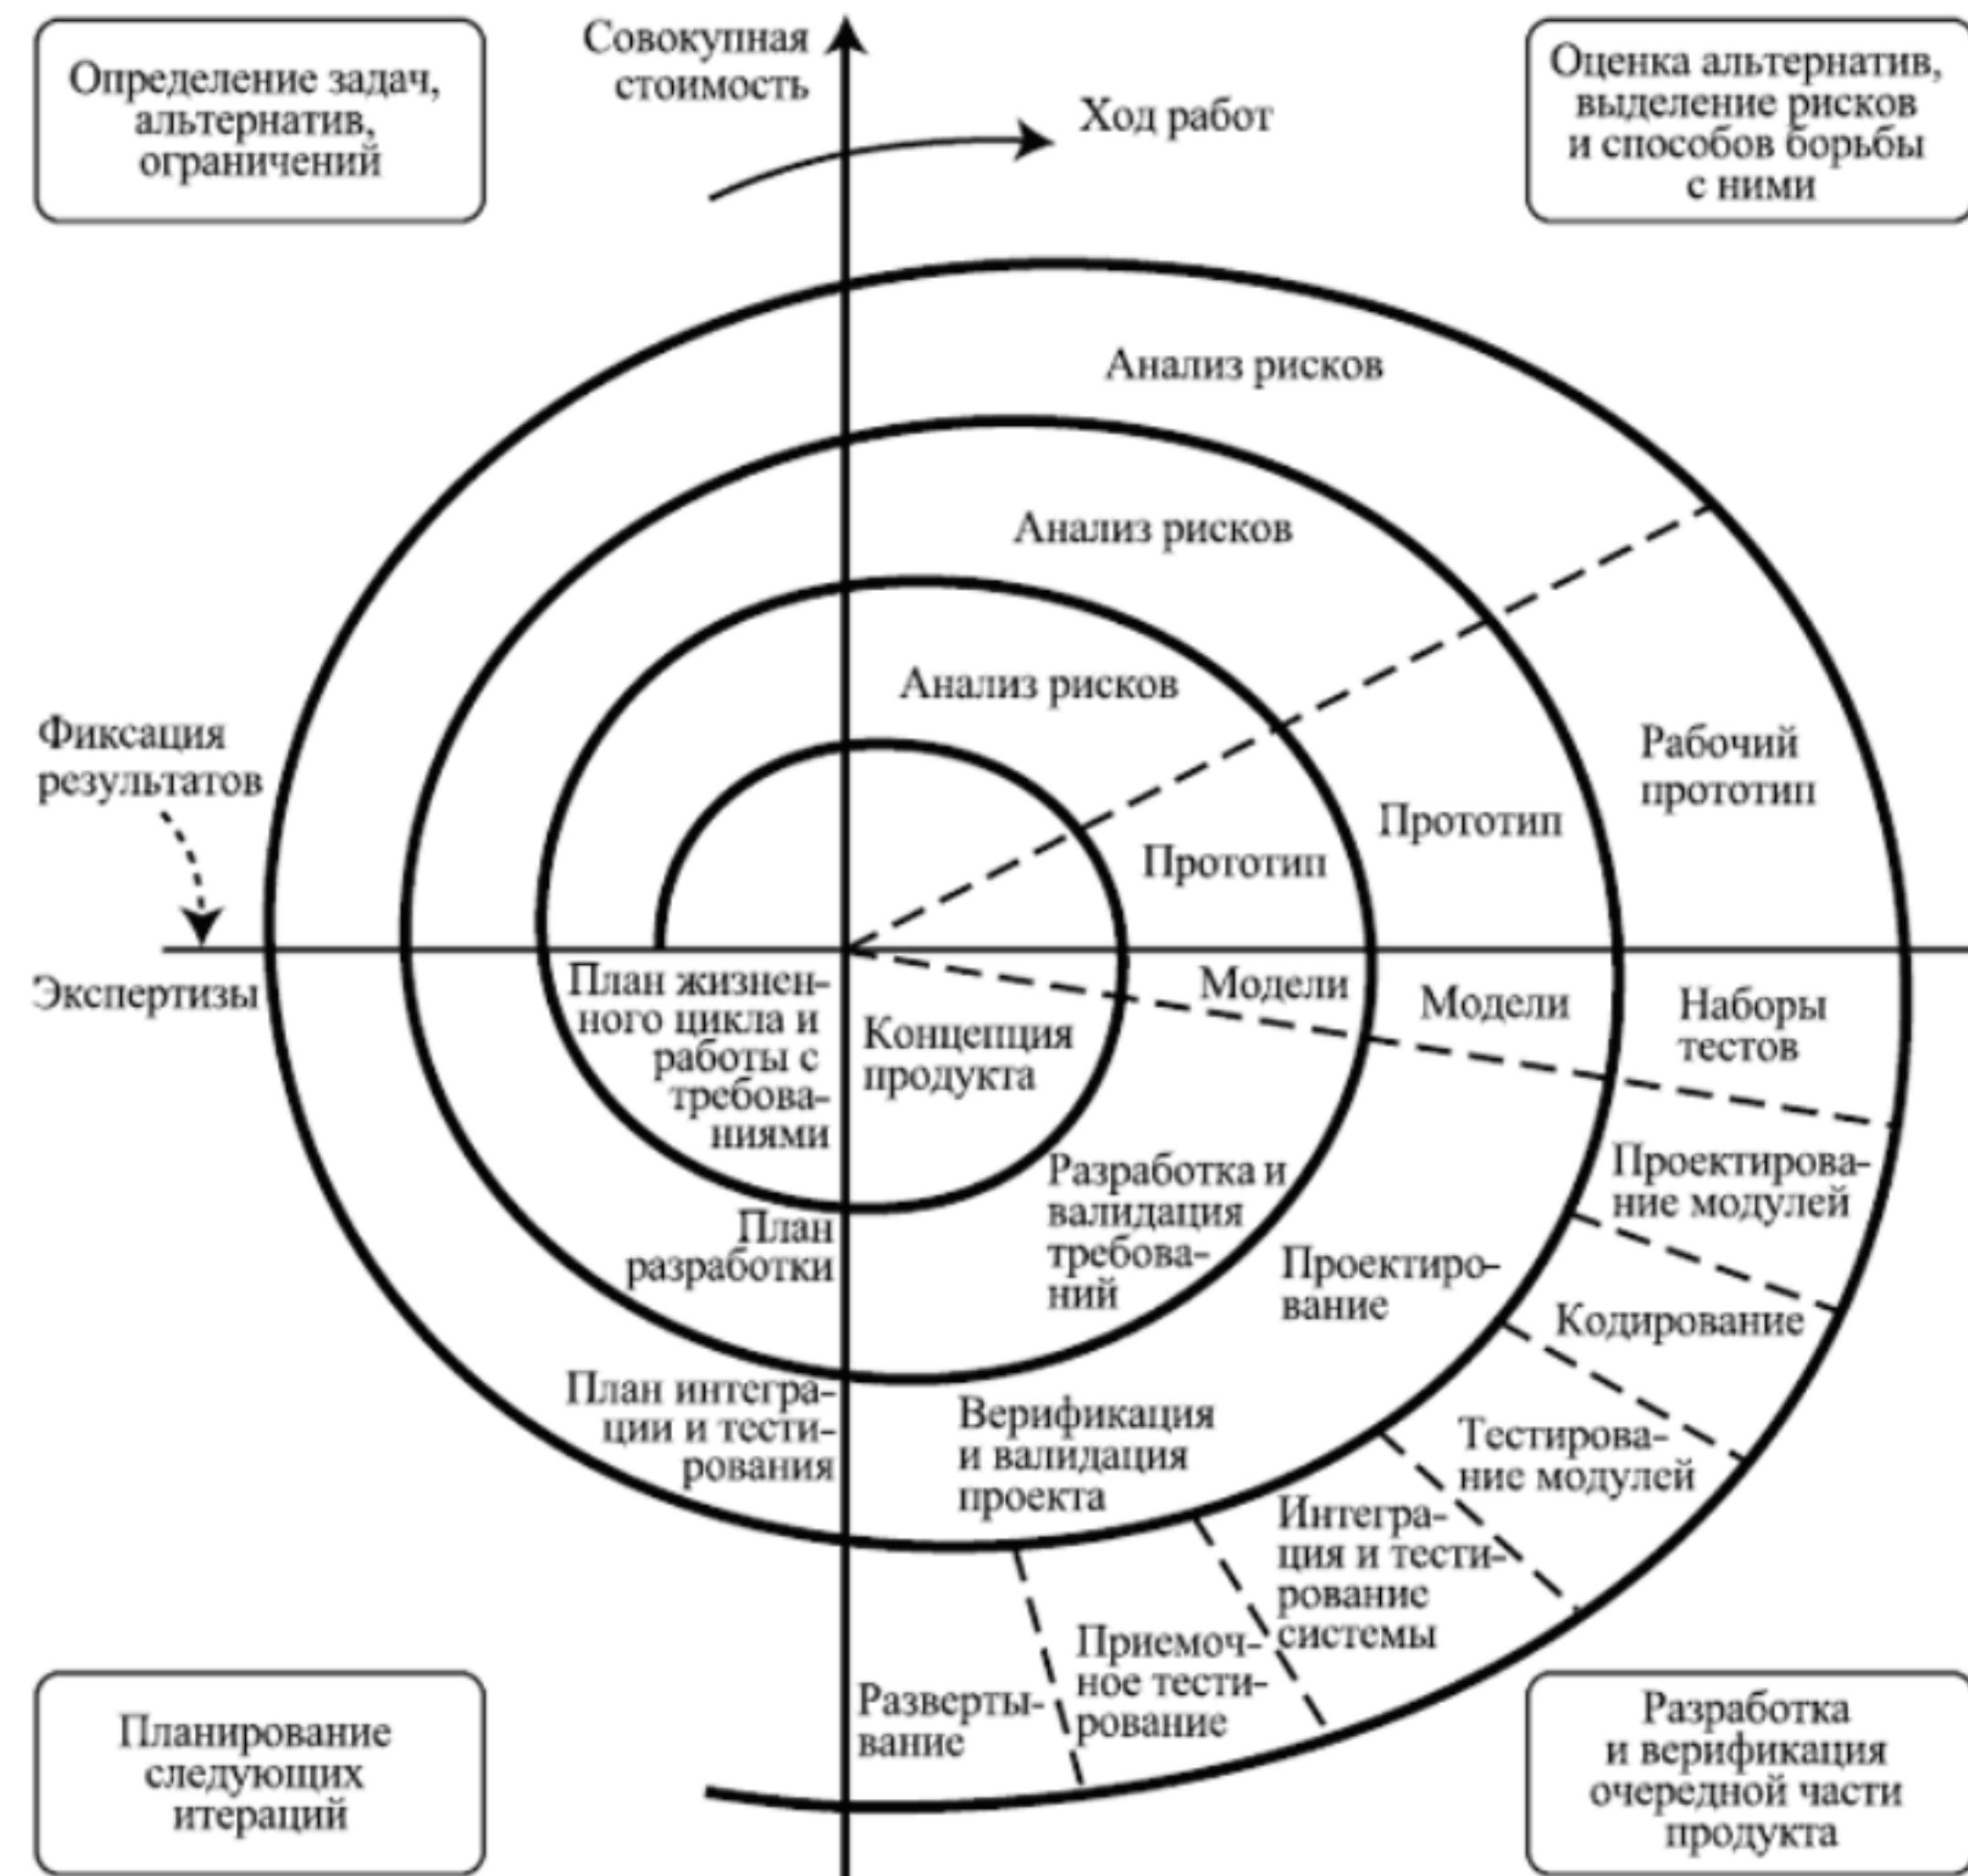 Определение задач,
альтернатив,
ограничений
Совокупная
стоимость
Ход работ
Оценка альтернатив,
выделение рисков
и способов борьбы
с ними
Анализ рисков
Анализ рисков
Анализ рисков
Фиксация
результатов
Рабочий
прототип
Прототип
Прототип
Экспертизы
План жизнен-
ного цикла и
работы с
требова-
ниями
Концепция
продукта
Модели
Модели
Наборы
тестов
Проектирова-
ние модулей
Разработка и
валидация
требова-
ний
План
разработки
Проектиро-
вание
Кодирование
План интегра-
ции и тести-
рования
Верификация
и валидация
проекта
Тестирова-
ние модулей
Интегра-
ция и тести-
рование
системы
Приемоч-
ное тести-
рование
Разверты-
вание
Планирование
следующих
итераций
Разработка
и верификация
очередной части
продукта